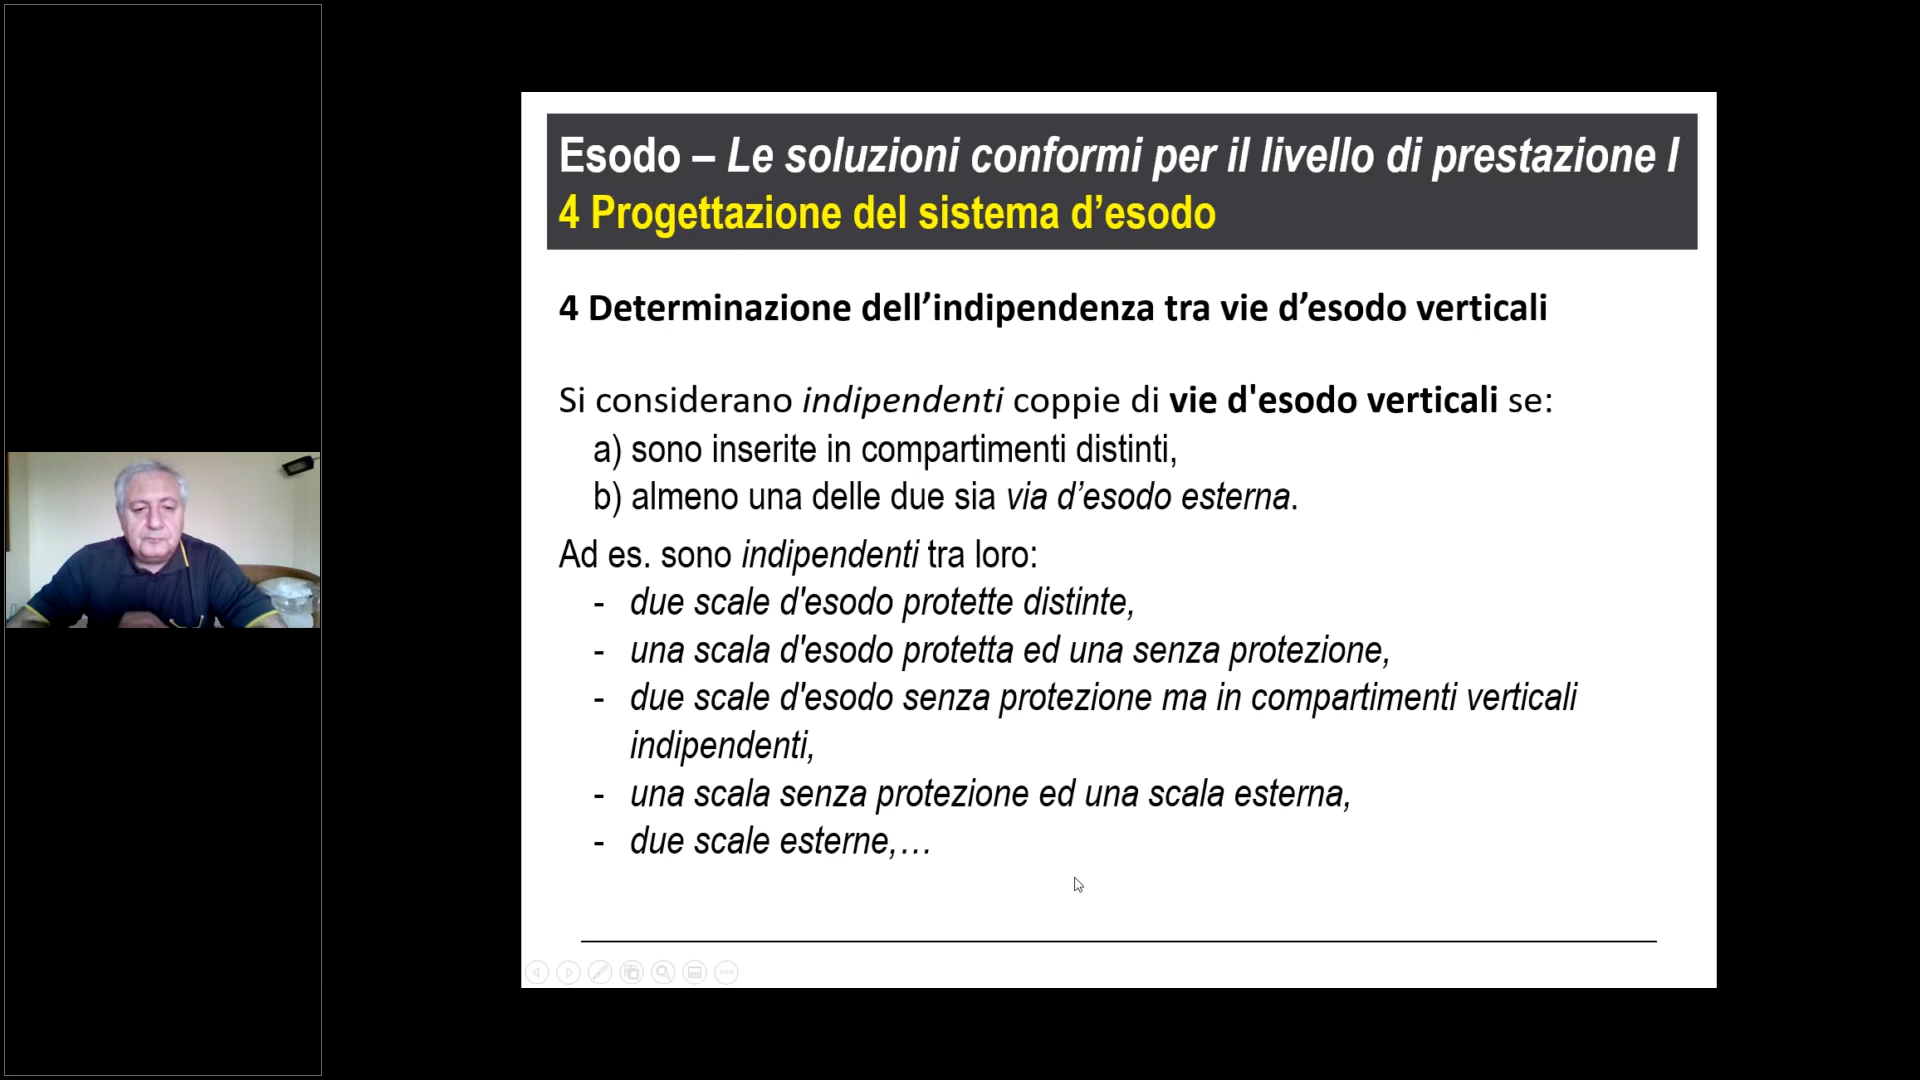 Esodo – Le soluzioni conformi per il livello di prestazione I
4 Progettazione del sistema d’esodo
4 Determinazione dell’indipendenza tra vie d’esodo verticali
Si considerano indipendenti coppie di vie d'esodo verticali se:
a) sono inserite in compartimenti distinti,
b) almeno una delle due sia via d’esodo esterna.
Ad es. sono indipendenti tra loro:
- due scale d'esodo protette distinte,
- una scala d'esodo protetta ed una senza protezione,
- due scale d'esodo senza protezione ma in compartimenti verticali
indipendenti,
- una scala senza protezione ed una scala esterna,
- due scale esterne,…